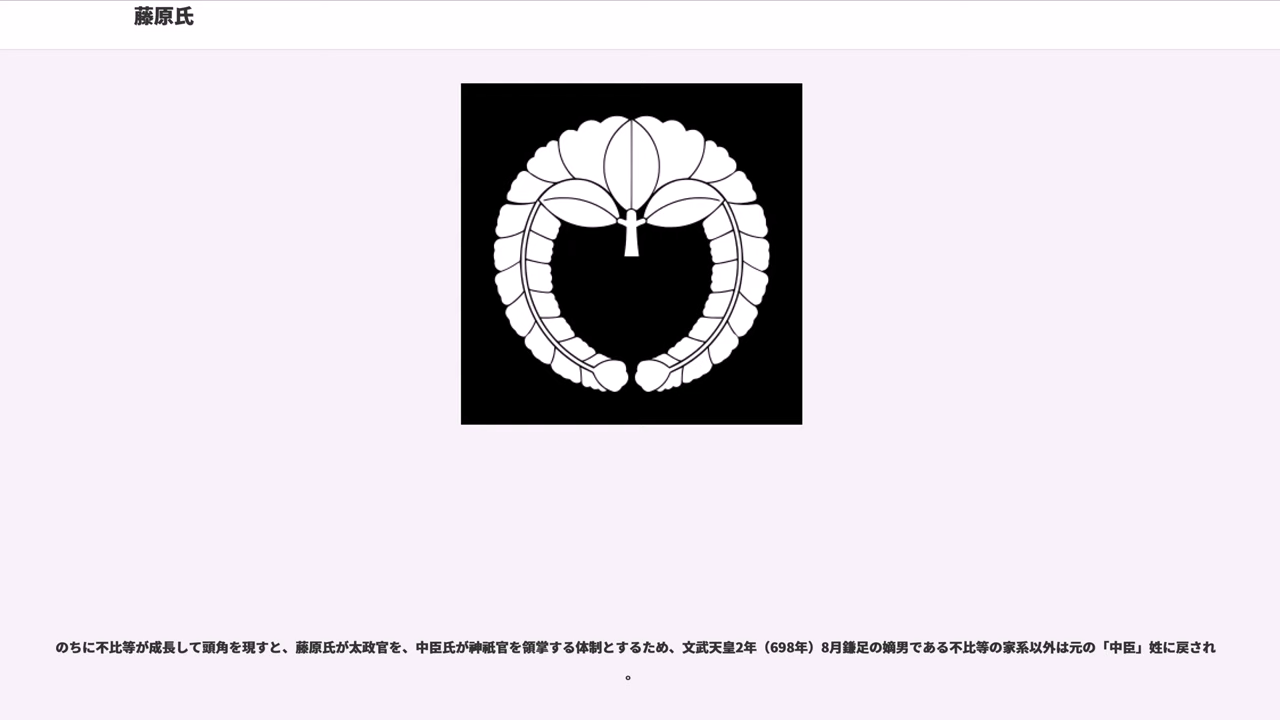 藤原氏
のちに不比等が成長して頭角を現すと、藤原氏が太政官を、中臣氏が神祇官を領掌する体制とするため、文武天皇2年（698年）8月鎌足の嫡男である不比等の家系以外は元の「中臣」姓に戻され
。